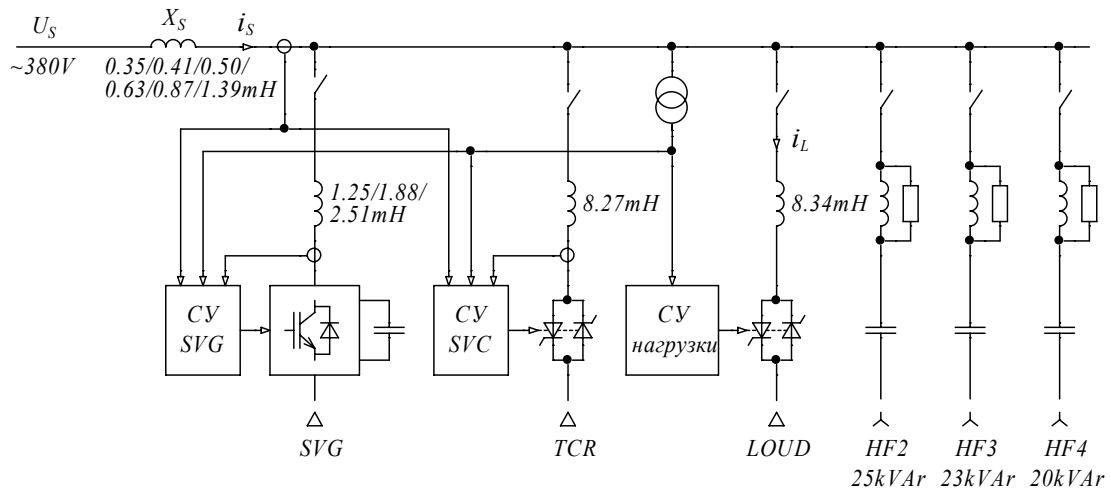 U_S
X_S
i_S
~380V
0.35/0.41/0.50/
0.63/0.87/1.39mH
i_L
1.25/1.88/
2.51mH
8.27mH
8.34mH
СУ
SVG
СУ
SVC
СУ
нагрузки
SVG
TCR
LOUD
HF2
25kVAr
HF3
23kVAr
HF4
20kVAr